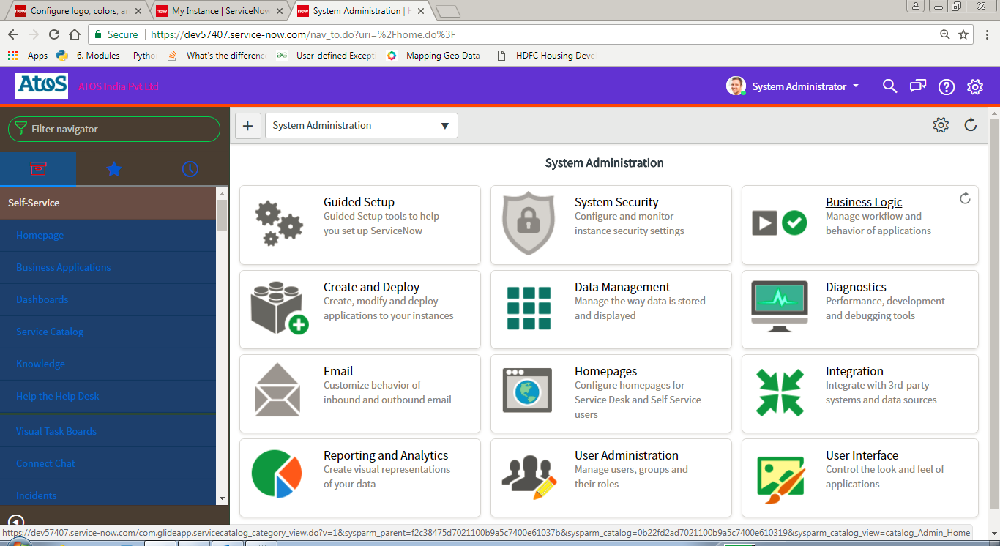 now Configure logo, colors, ar
now My Instance | ServiceNow
now System Administration | H
Secure https://dev57407.service-now.com/nav_to.do?uri=%2Fhome.do%3F
Apps 6. Modules — Pytho What's the differenc GG User-defined Except Mapping Geo Data – HDFC Housing Deve
AtoS ATOS India Pvt Ltd System Administrator
Filter navigator
System Administration
System Administration
Self-Service
Homepage
Business Applications
Dashboards
Service Catalog
Knowledge
Help the Help Desk
Visual Task Boards
Connect Chat
Incidents
Guided Setup
Guided Setup tools to help
you set up ServiceNow
System Security
Configure and monitor
instance security settings
Business Logic
Manage workflow and
behavior of applications
Create and Deploy
Create, modify and deploy
applications to your instances
Data Management
Manage the way data is stored
and displayed
Diagnostics
Performance, development
and debugging tools
Email
Customize behavior of
inbound and outbound email
Homepages
Configure homepages for
Service Desk and Self Service
users
Integration
Integrate with 3rd-party
systems and data sources
Reporting and Analytics
Create visual representations
of your data
User Administration
Manage users, groups and
their roles
User Interface
Control the look and feel of
applications
https://dev57407.service-now.com/com.glideapp.servicecatalog_category_view.do?v=1&sysparm_parent=f2c38475d7021100b9a5c7400e61037b&sysparm_catalog=0b22fd2ad7021100b9a5c7400e610319&sysparm_catalog_view=catalog_Admin_Home